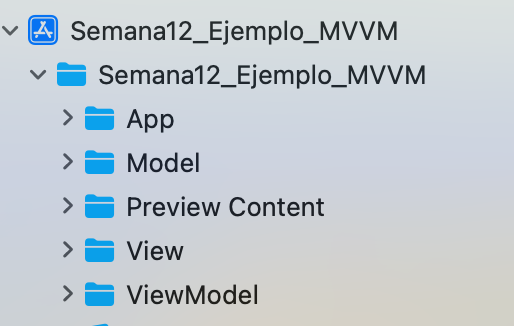 Semana12_Ejemplo_MVVM
Semana12_Ejemplo_MVVM
App
Model
Preview Content
View
ViewModel